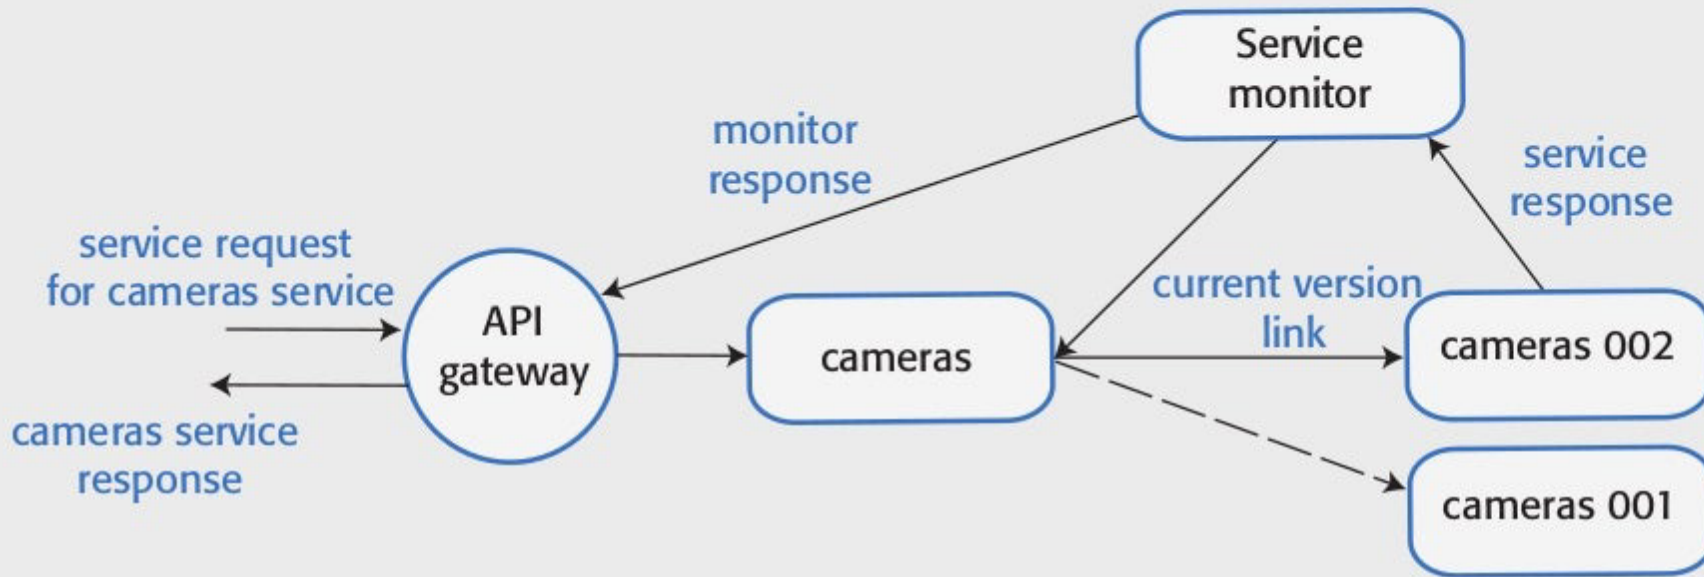 Service
monitor
monitor
response
service
response
service request
for cameras service
API
gateway
cameras
current version
link
cameras 002
cameras service
response
cameras 001